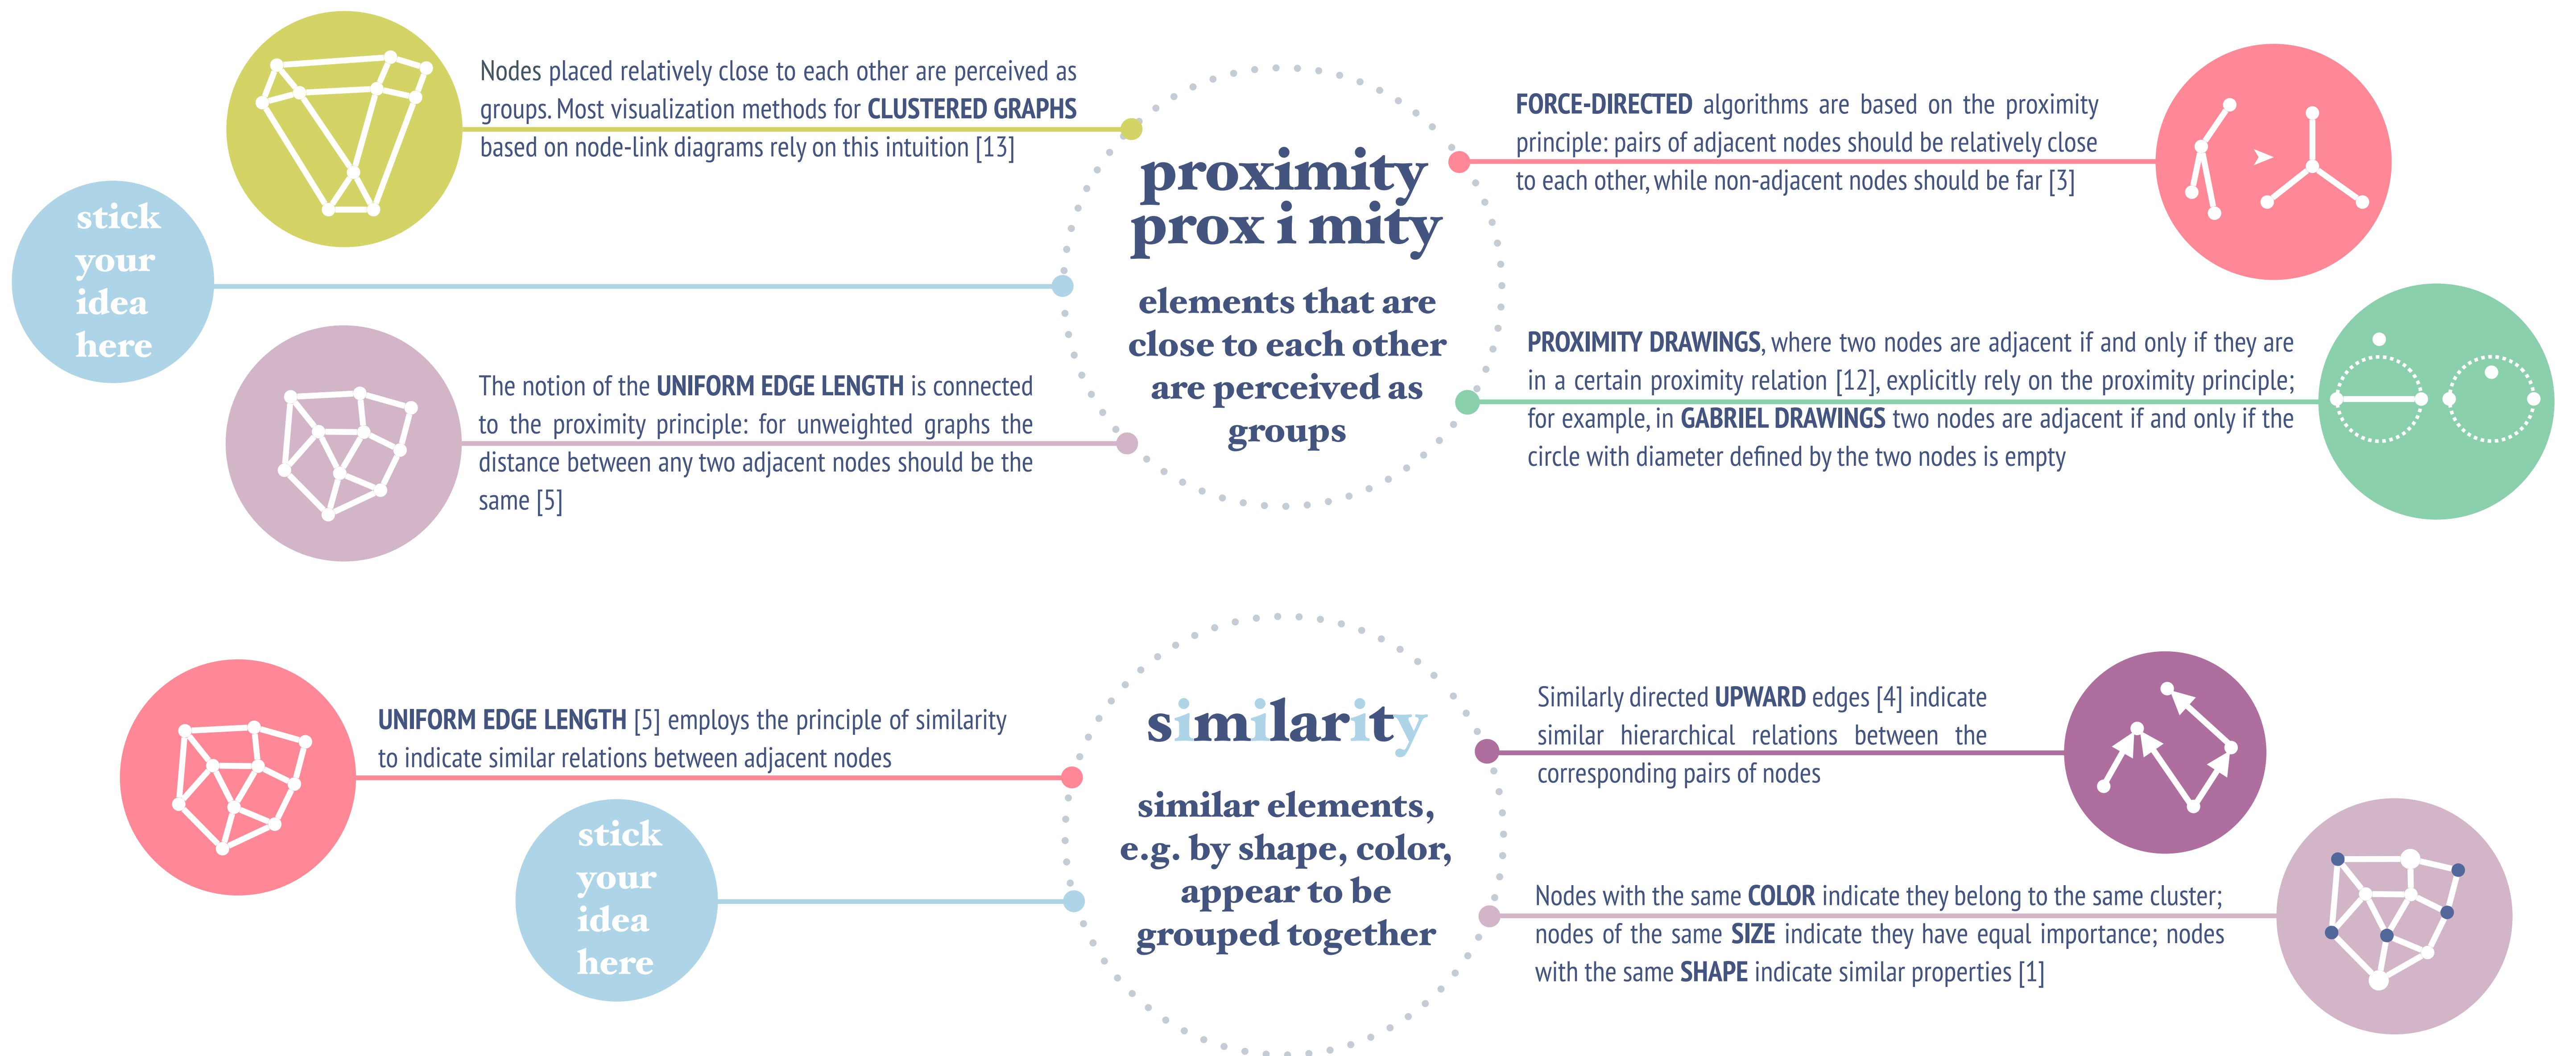 Nodes placed relatively close to each other are perceived as
groups. Most visualization methods for CLUSTERED GRAPHS
based on node-link diagrams rely on this intuition [13]
stick
your
idea
here
The notion of the UNIFORM EDGE LENGTH is connected
to the proximity principle: for unweighted graphs the
distance between any two adjacent nodes should be the
same [5]
proximity
prox i mity
elements that are
close to each other
are perceived as
groups
FORCE-DIRECTED algorithms are based on the proximity
principle: pairs of adjacent nodes should be relatively close
to each other, while non-adjacent nodes should be far [3]
PROXIMITY DRAWINGS, where two nodes are adjacent if and only if they are
in a certain proximity relation [12], explicitly rely on the proximity principle;
for example, in GABRIEL DRAWINGS two nodes are adjacent if and only if the
circle with diameter defined by the two nodes is empty
UNIFORM EDGE LENGTH [5] employs the principle of similarity
to indicate similar relations between adjacent nodes
stick
your
idea
here
similarity
similar elements,
e.g. by shape, color,
appear to be
grouped together
Similarly directed UPWARD edges [4] indicate
similar hierarchical relations between the
corresponding pairs of nodes
Nodes with the same COLOR indicate they belong to the same cluster;
nodes of the same SIZE indicate they have equal importance; nodes
with the same SHAPE indicate similar properties [1]